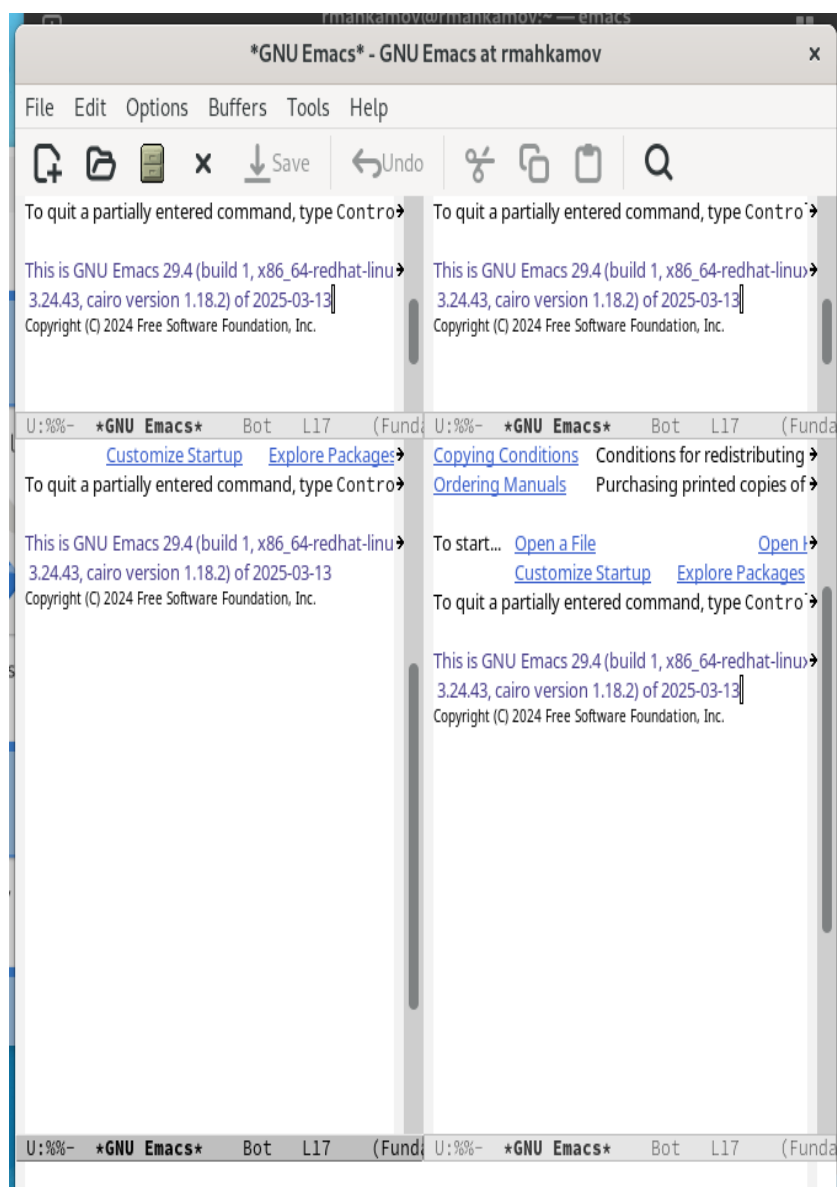 rmahkamov@rmahkamov:~ — emacs
*GNU Emacs* - GNU Emacs at rmahkamov
File Edit Options Buffers Tools Help
Save Undo
To quit a partially entered command, type Contro
This is GNU Emacs 29.4 (build 1, x86_64-redhat-linu
3.24.43, cairo version 1.18.2) of 2025-03-13
Copyright (C) 2024 Free Software Foundation, Inc.
U:%%- *GNU Emacs* Bot L17 (Funda
To quit a partially entered command, type Contro
This is GNU Emacs 29.4 (build 1, x86_64-redhat-linux
3.24.43, cairo version 1.18.2) of 2025-03-13
Copyright (C) 2024 Free Software Foundation, Inc.
U:%%- *GNU Emacs* Bot L17 (Funda
Customize Startup Explore Packages
To quit a partially entered command, type Contro
This is GNU Emacs 29.4 (build 1, x86_64-redhat-linu
3.24.43, cairo version 1.18.2) of 2025-03-13
Copyright (C) 2024 Free Software Foundation, Inc.
U:%%- *GNU Emacs* Bot L17 (Funda
Copying Conditions Conditions for redistributing
Ordering Manuals Purchasing printed copies of
To start... Open a File Open
Customize Startup Explore Packages
To quit a partially entered command, type Contro
This is GNU Emacs 29.4 (build 1, x86_64-redhat-linux
3.24.43, cairo version 1.18.2) of 2025-03-13
Copyright (C) 2024 Free Software Foundation, Inc.
U:%%- *GNU Emacs* Bot L17 (Funda